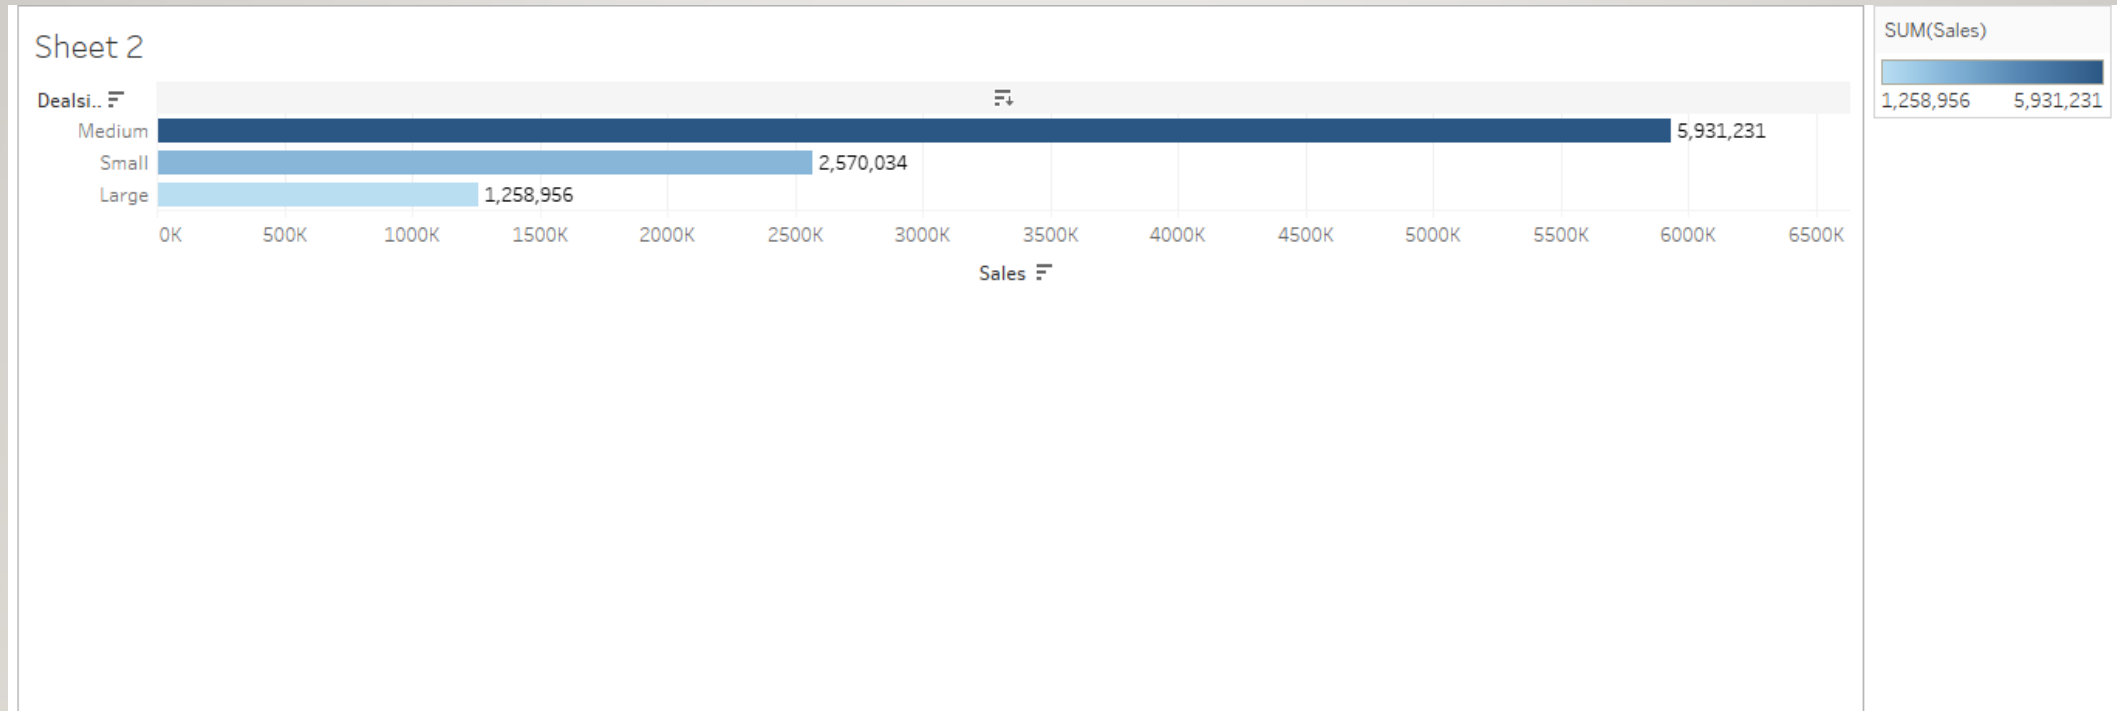 Sheet 2
Dealsi..
Medium 5,931,231
Small 2,570,034
Large 1,258,956
0K 500K 1000K 1500K 2000K 2500K 3000K 3500K 4000K 4500K 5000K 5500K 6000K 6500K
Sales
SUM(Sales)
1,258,956 5,931,231